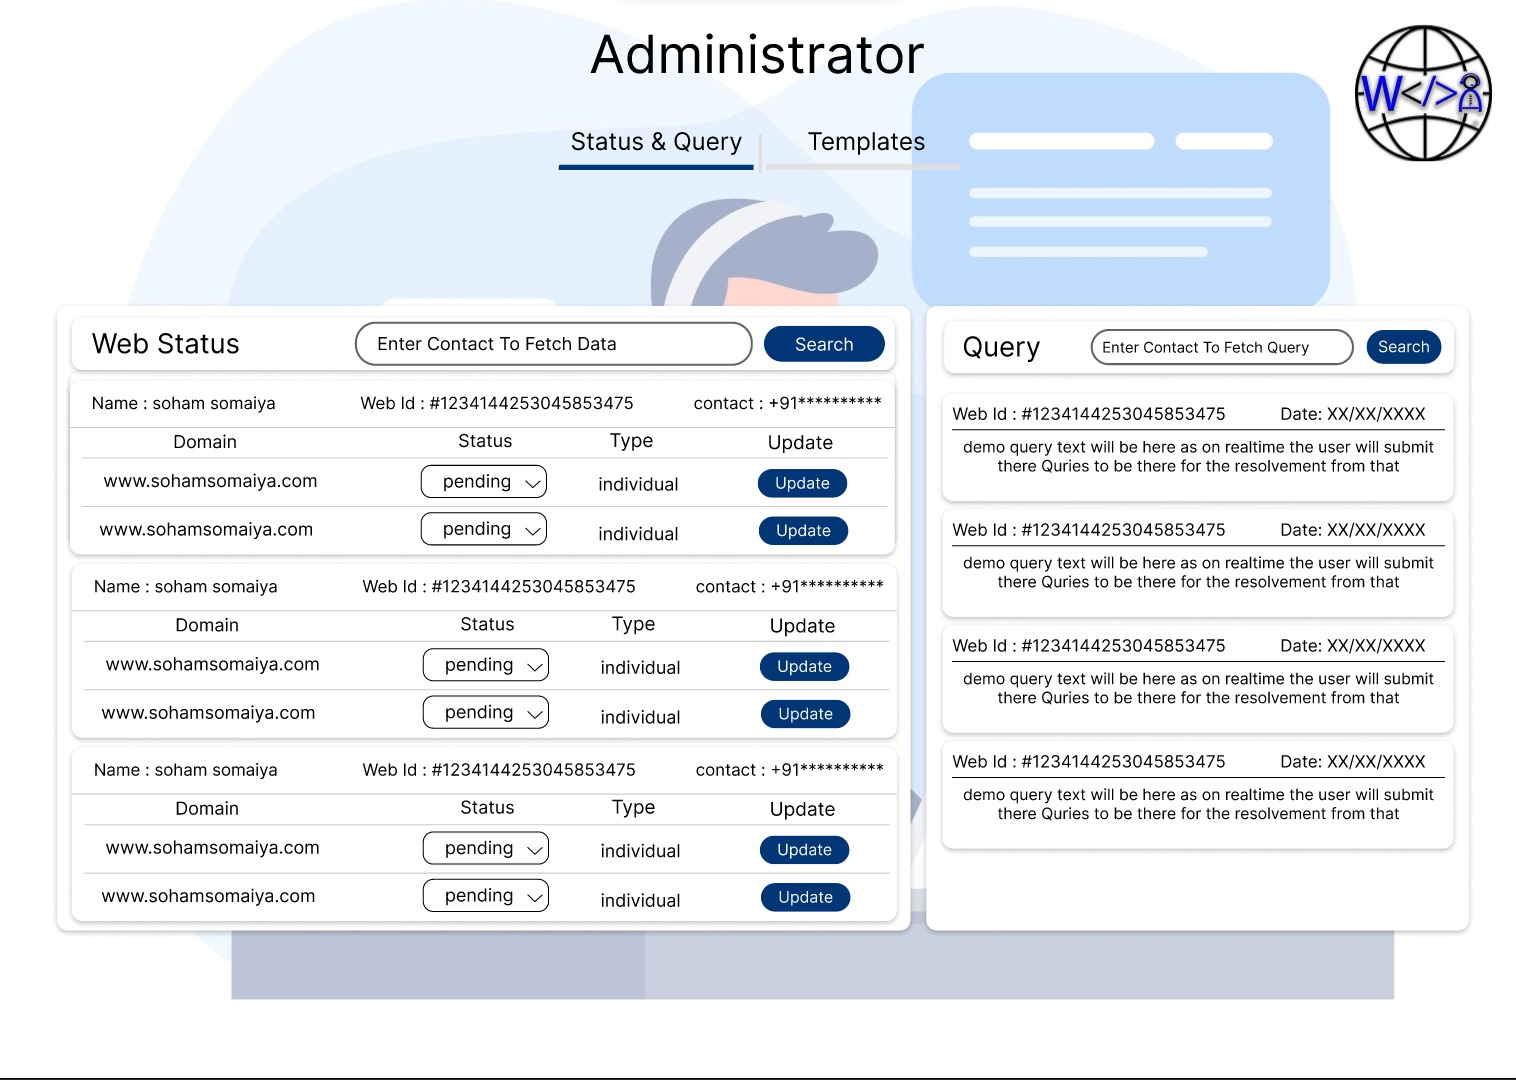 Administrator
W</>
Status & Query
Templates
Web Status
Enter Contact To Fetch Data
Search
Name : soham somaiya Web Id : #1234144253045853475 contact : +91**********
Domain Status Type Update
www.sohamsomaiya.com pending individual Update
www.sohamsomaiya.com pending individual Update
Name : soham somaiya Web Id : #1234144253045853475 contact : +91**********
Domain Status Type Update
www.sohamsomaiya.com pending individual Update
www.sohamsomaiya.com pending individual Update
Name : soham somaiya Web Id : #1234144253045853475 contact : +91**********
Domain Status Type Update
www.sohamsomaiya.com pending individual Update
www.sohamsomaiya.com pending individual Update
Query
Enter Contact To Fetch Query
Search
Web Id : #1234144253045853475 Date: XX/XX/XXXX
demo query text will be here as on realtime the user will submit
there Quries to be there for the resolvement from that
Web Id : #1234144253045853475 Date: XX/XX/XXXX
demo query text will be here as on realtime the user will submit
there Quries to be there for the resolvement from that
Web Id : #1234144253045853475 Date: XX/XX/XXXX
demo query text will be here as on realtime the user will submit
there Quries to be there for the resolvement from that
Web Id : #1234144253045853475 Date: XX/XX/XXXX
demo query text will be here as on realtime the user will submit
there Quries to be there for the resolvement from that